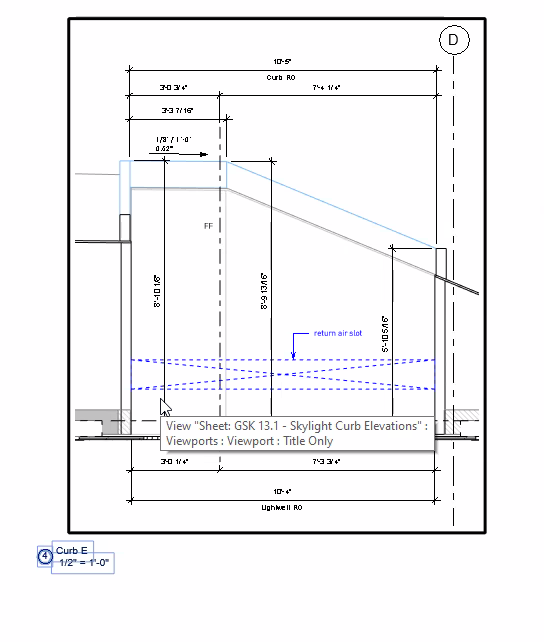 D
10'-5"
Curb RO
3'-0 3/4"
7'-4 1/4"
3'-3 7/16"
1/8" / 1'-0"
0.62°
FF
8'-10 1/16"
8'-9 13/16"
5'-10 5/16"
return air slot
View "Sheet: GSK 13.1 - Skylight Curb Elevations" :
Viewports : Viewport : Title Only
3'-0 1/4"
7'-3 3/4"
10'-4"
Lightwell RO
4
Curb E
1/2" = 1'-0"